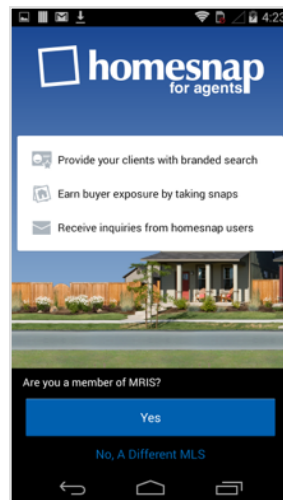 4:23
homesnap
for agents
Provide your clients with branded search
Earn buyer exposure by taking snaps
Receive inquiries from homesnap users
Are you a member of MRIS?
Yes
No, A Different MLS